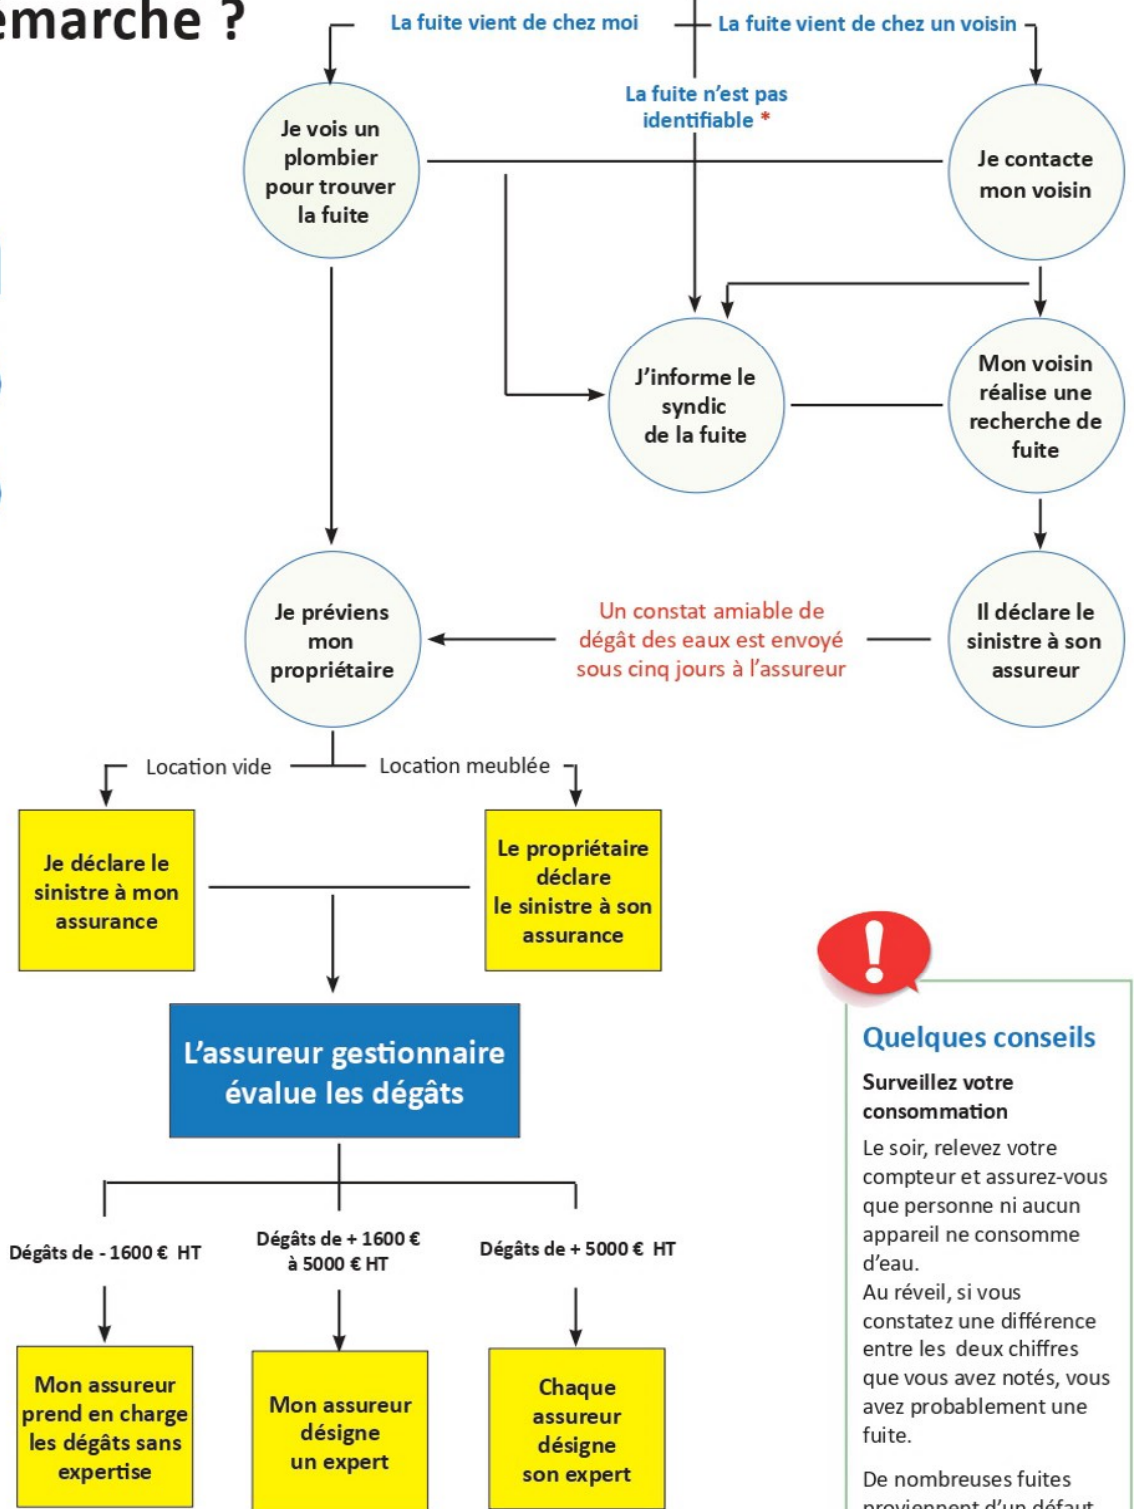 émarche ?
La fuite vient de chez moi
La fuite vient de chez un voisin
La fuite n’est pas
identifiable *
Je vois un
plombier
pour trouver
la fuite
Je contacte
mon voisin
J’informe le
syndic
de la fuite
Mon voisin
réalise une
recherche de
fuite
Je préviens
mon
propriétaire
Un constat amiable de
dégât des eaux est envoyé
sous cinq jours à l’assureur
Il déclare le
sinistre à son
assureur
Location vide
Location meublée
Je déclare le
sinistre à mon
assurance
Le propriétaire
déclare
le sinistre à son
assurance
L’assureur gestionnaire
évalue les dégâts
Dégâts de - 1600 € HT
Dégâts de + 1600 €
à 5000 € HT
Dégâts de + 5000 € HT
Mon assureur
prend en charge
les dégâts sans
expertise
Mon assureur
désigne
un expert
Chaque
assureur
désigne
son expert
!
Quelques conseils
Surveillez votre
consommation
Le soir, relevez votre
compteur et assurez-vous
que personne ni aucun
appareil ne consomme
d’eau.
Au réveil, si vous
constatez une différence
entre les deux chiffres
que vous avez notés, vous
avez probablement une
fuite.
De nombreuses fuites
proviennent d’un défaut